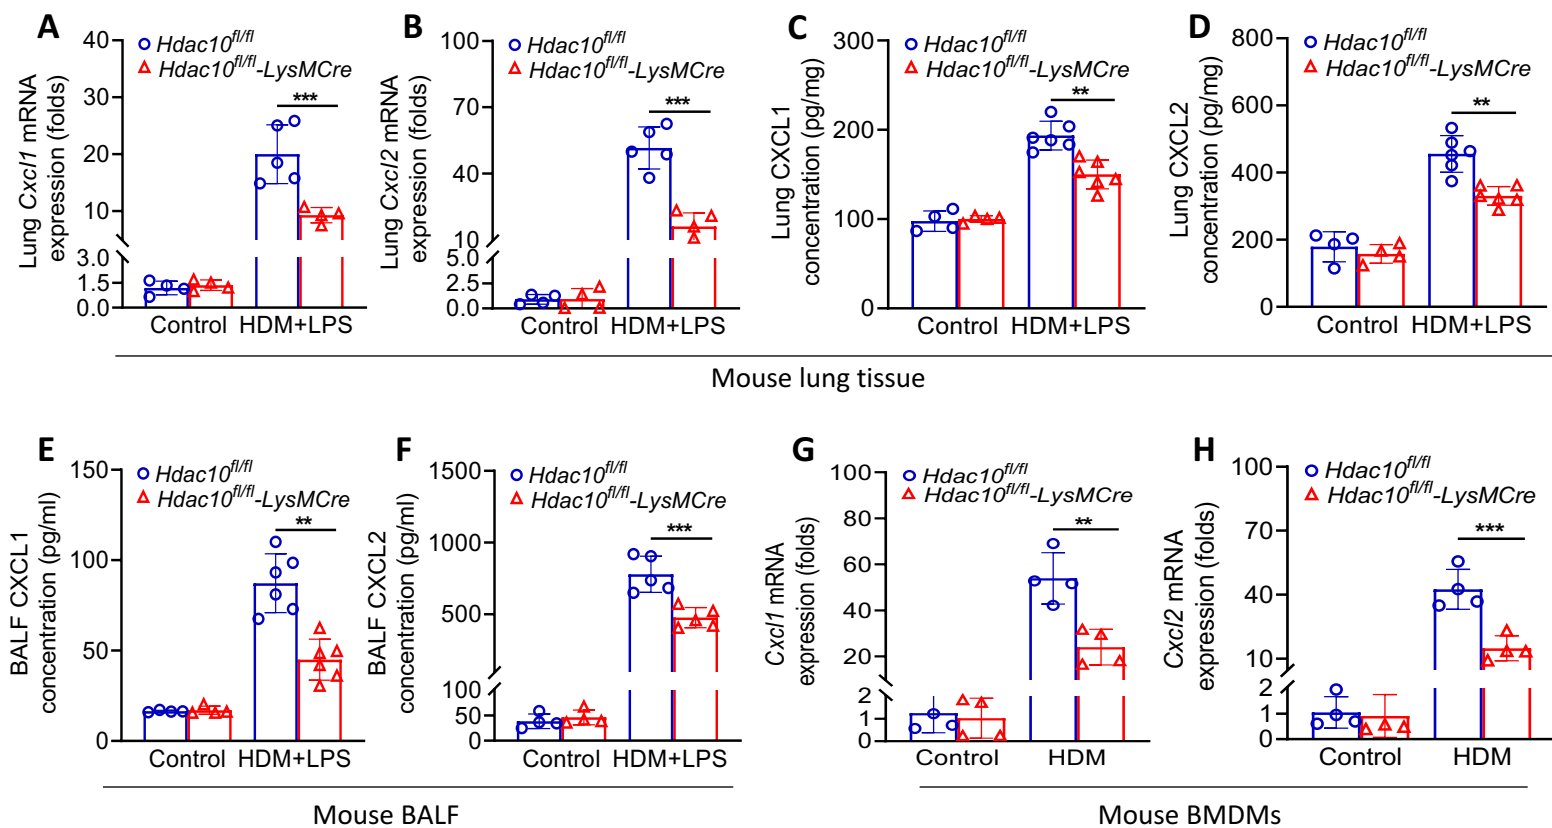 A
Lung Cxcl1 mRNA
expression (folds)
40
30
20
10
3.0
1.5
0.0
Hdac10fl/fl
Hdac10fl/fl-LysMCre
***
Control HDM+LPS
B
Lung Cxcl2 mRNA
expression (folds)
100
70
40
10
5.0
2.5
0.0
Hdac10fl/fl
Hdac10fl/fl-LysMCre
***
Control HDM+LPS
C
Lung CXCL1
concentration (pg/mg)
300
200
100
0
Hdac10fl/fl
Hdac10fl/fl-LysMCre
**
Control HDM+LPS
D
Lung CXCL2
concentration (pg/mg)
800
600
400
200
0
Hdac10fl/fl
Hdac10fl/fl-LysMCre
**
Control HDM+LPS
Mouse lung tissue
E
BALF CXCL1
concentration (pg/ml)
150
100
50
0
Hdac10fl/fl
Hdac10fl/fl-LysMCre
**
Control HDM+LPS
F
BALF CXCL2
concentration (pg/ml)
1500
1000
500
100
50
0
Hdac10fl/fl
Hdac10fl/fl-LysMCre
***
Control HDM+LPS
Mouse BALF
G
Cxcl1 mRNA
expression (folds)
100
80
60
40
20
2
1
0
Hdac10fl/fl
Hdac10fl/fl-LysMCre
**
Control HDM
H
Cxcl2 mRNA
expression (folds)
100
70
40
10
2
1
0
Hdac10fl/fl
Hdac10fl/fl-LysMCre
***
Control HDM
Mouse BMDMs